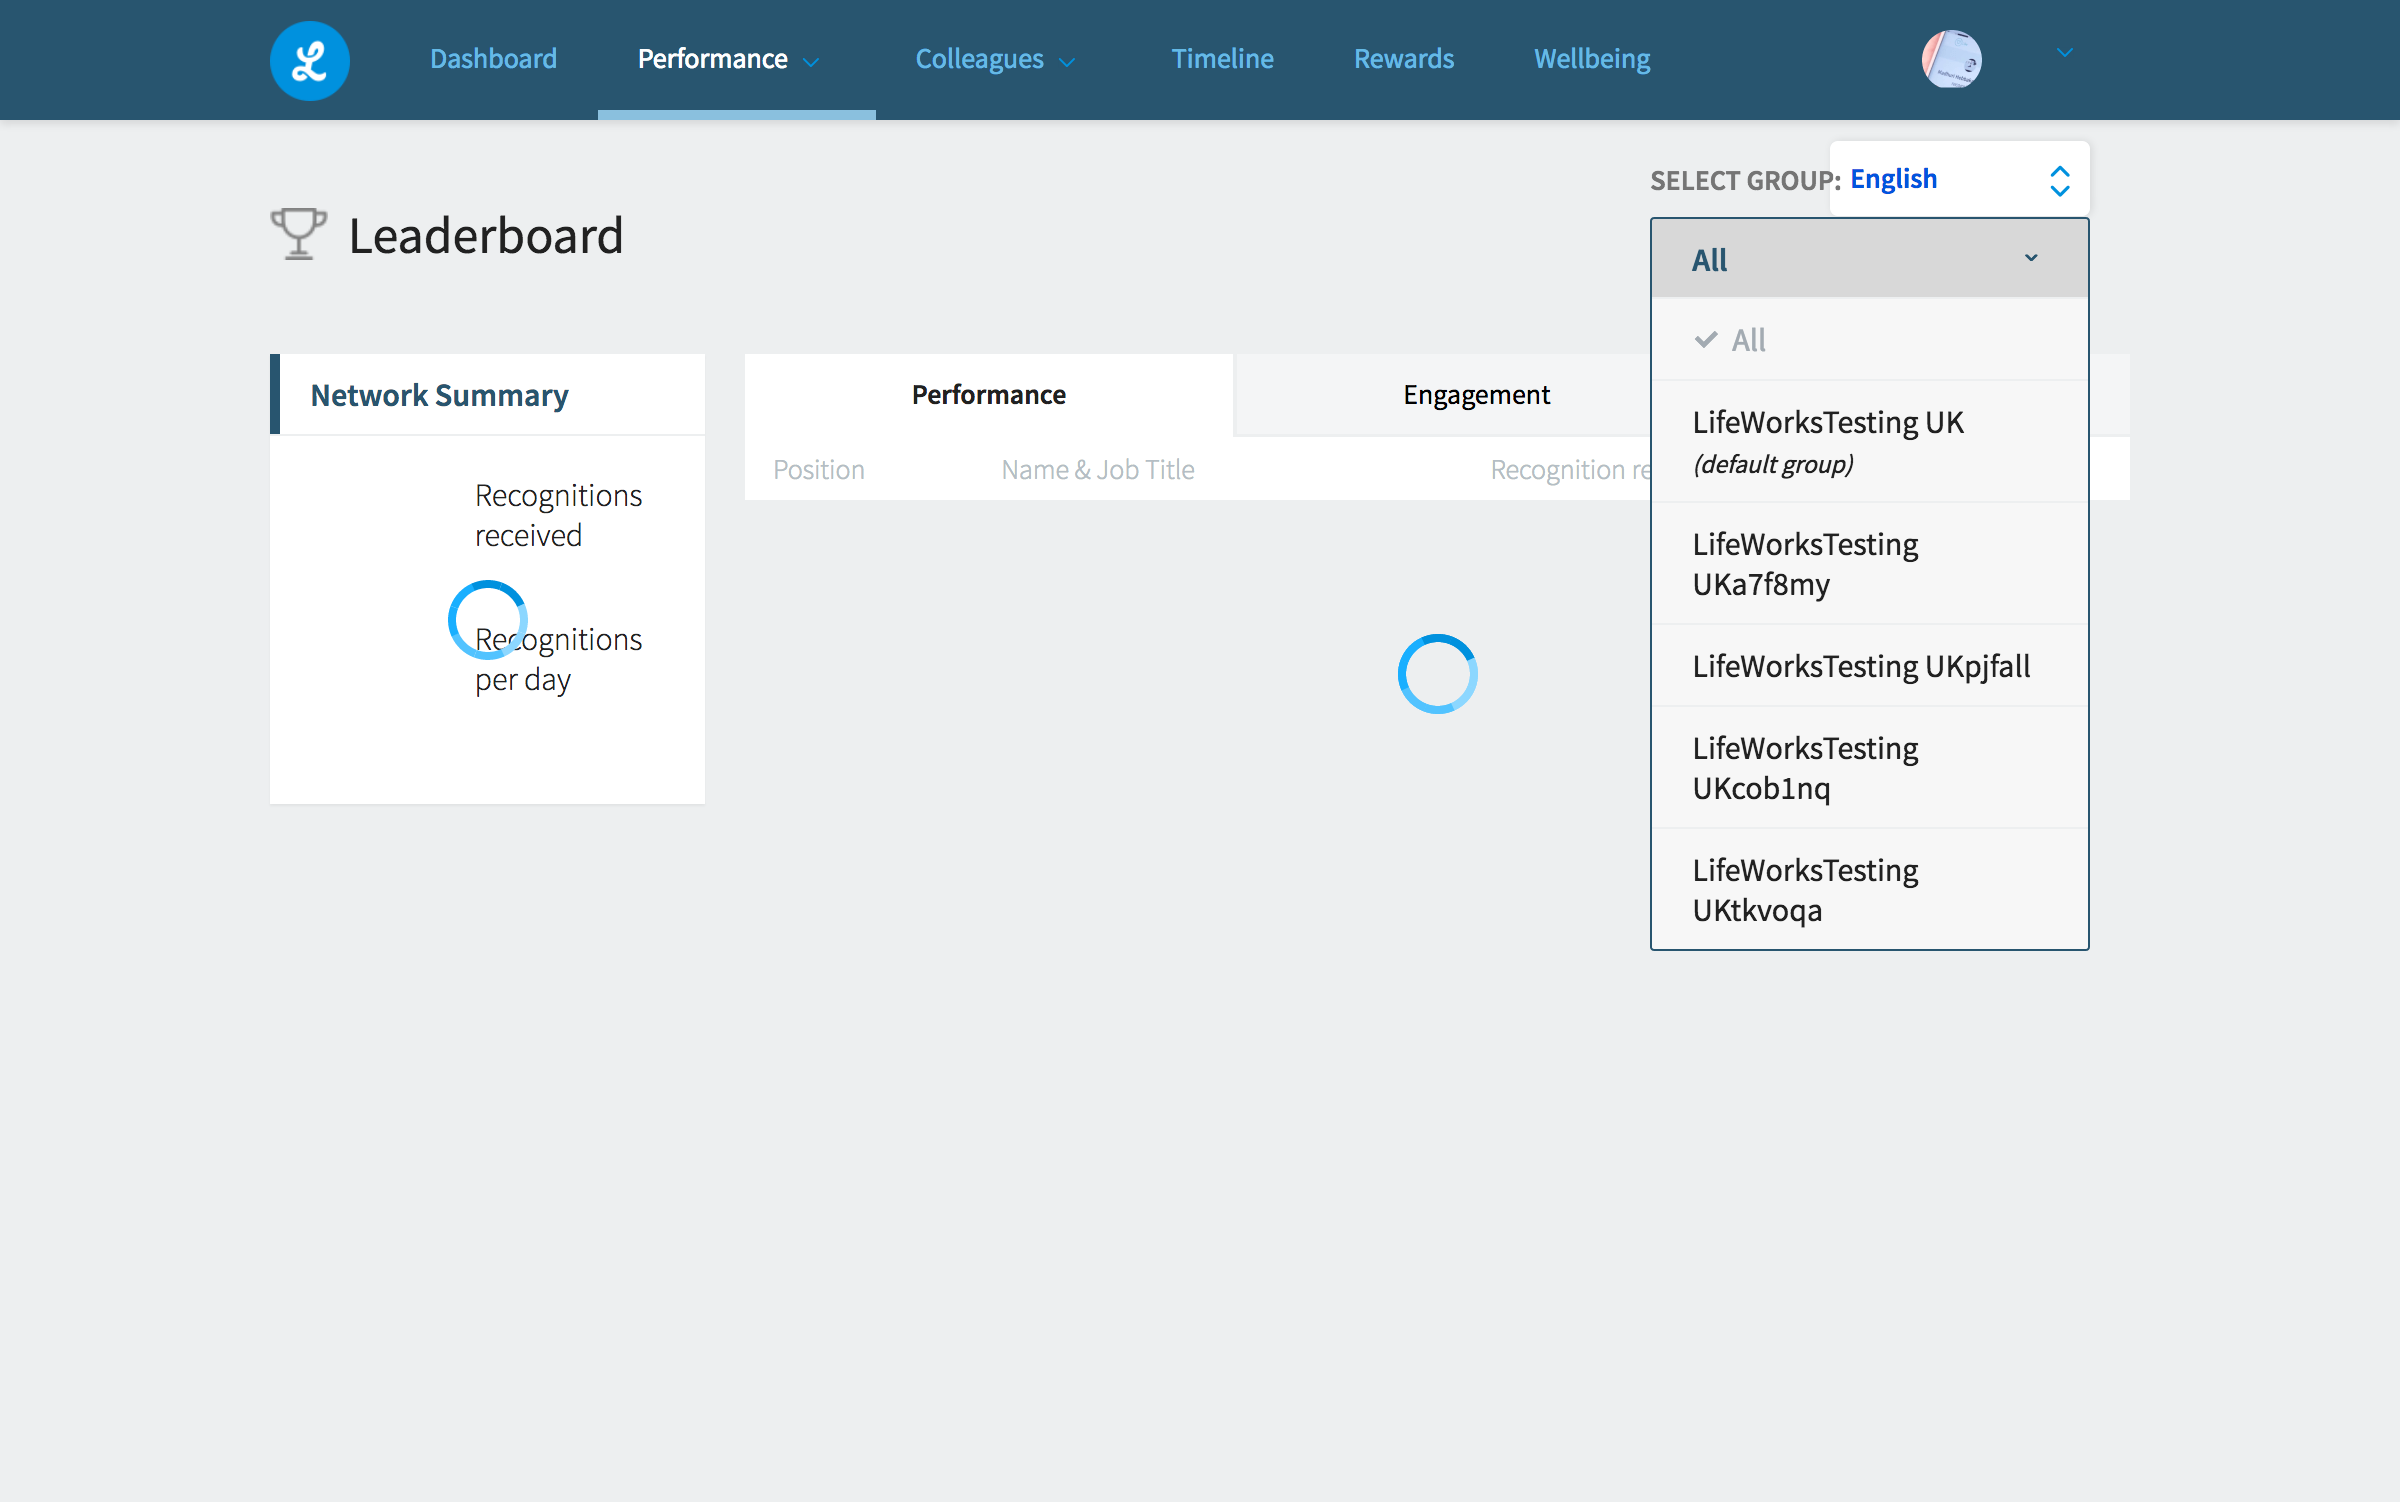 Dashboard
Performance
Colleagues
Timeline
Rewards
Wellbeing
SELECT GROUP:
English
Leaderboard
All
All
LifeWorksTesting UK
(default group)
LifeWorksTesting
UKa7f8my
LifeWorksTesting UKpjfall
LifeWorksTesting
UKcob1nq
LifeWorksTesting
UKtkvoqa
Network Summary
Recognitions
received
Recognitions
per day
Performance
Engagement
Position
Name & Job Title
Recognition re